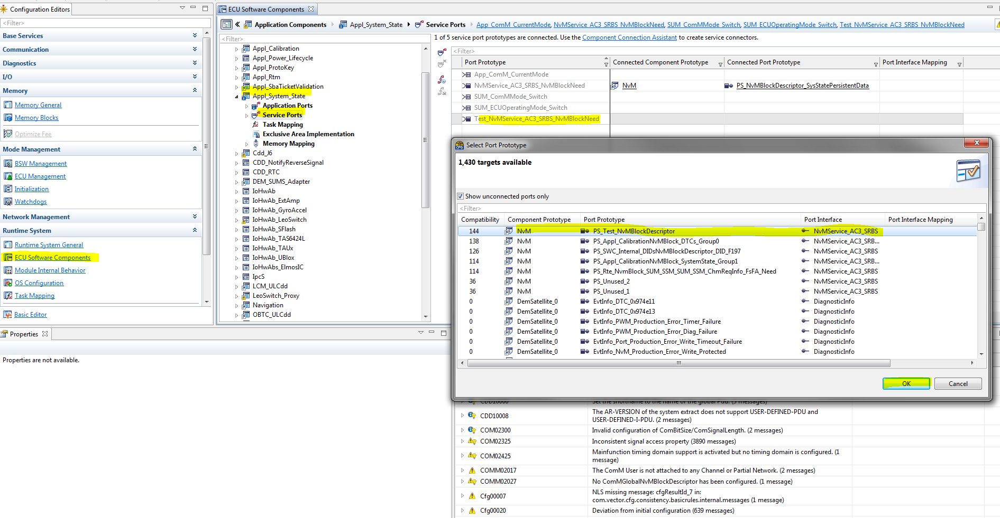 Configuration Editors
<Filter>
Base Services
Communication
Diagnostics
I/O
Memory
Memory General
Memory Blocks
Optimize Fee
Mode Management
BSW Management
ECU Management
Initialization
Watchdogs
Network Management
Runtime System
Runtime System General
ECU Software Components
Module Internal Behavior
OS Configuration
Task Mapping
Basic Editor
Properties
Properties are not available.
ECU Software Components
Application Components Appl_System_State Service Ports App_ComM_CurrentMode, NvMService_AC3_SRBS_NvMBlockNeed, SUM_ComMMode_Switch, SUM_ECUOperatingMode_Switch, Test_NvMService_AC3_SRBS_NvMBlockNeed
<Filter>
Appl_Calibration
Appl_Power_Lifecycle
Appl_ProtoKey
Appl_Rtm
Appl_SbaTicketValidation
Appl_System_State
Application Ports
Service Ports
Task Mapping
Exclusive Area Implementation
Memory Mapping
Cdd_J6
CDD_NotifyReverseSignal
CDD_RTC
DEM_SUMS_Adapter
IoHwAb
IoHwAb_ExtAmp
IoHwAb_GyroAccel
IoHwAb_LeoSwitch
IoHwAb_SFlash
IoHwAb_TAS6424L
IoHwAb_TAUx
IoHwAb_UBlox
IoHwAbs_ElmosIC
IpcS
LCM_ULCdd
LeoSwitch_Proxy
Navigation
OBTC_ULCdd
1 of 5 service port prototypes are connected. Use the Component Connection Assistant to create service connectors.
<Filter>
Port Prototype Connected Component Prototype Connected Port Prototype Port Interface Mapping
App_ComM_CurrentMode
NvMService_AC3_SRBS_NvMBlockNeed NvM PS_NvMBlockDescriptor_SysStatePersistentData
SUM_ComMMode_Switch
SUM_ECUOperatingMode_Switch
Test_NvMService_AC3_SRBS_NvMBlockNeed
Select Port Prototype
1,430 targets available
Show unconnected ports only
<Filter>
Compatibility Component Prototype Port Prototype Port Interface Port Interface Mapping
144 NvM PS_Test_NvMBlockDescriptor NvMService_AC3_SRBS
138 NvM PS_Appl_CalibrationNvMBlock_DTCs_Group0 NvMService_AC3_SRB...
126 NvM PS_SWC_Internal_DIDsNvMBlockDescriptor_DID_F197 NvMService_AC3_SRBS
114 NvM PS_Appl_CalibrationNvMBlock_SystemState_Group1 NvMService_AC3_SRB...
114 NvM PS_Rte_NvmBlock_SUM_SSM_SUM_SSM_ChmReqInfo_FsFA_Need NvMService_AC3_SRBS
36 NvM PS_Unused_2 NvMService_AC3_SRBS
36 NvM PS_Unused_1 NvMService_AC3_SRBS
0 DemSatellite_0 EvtInfo_DTC_0x974e11 DiagnosticInfo
0 DemSatellite_0 EvtInfo_DTC_0x974e13 DiagnosticInfo
0 DemSatellite_0 EvtInfo_PWM_Production_Error_Timer_Failure DiagnosticInfo
0 DemSatellite_0 EvtInfo_PWM_Production_Error_Diag_Failure DiagnosticInfo
0 DemSatellite_0 EvtInfo_Port_Production_Error_Write_Timeout_Failure DiagnosticInfo
0 DemSatellite_0 EvtInfo_NvM_Production_Error_Write_Protected DiagnosticInfo
OK Cancel
CDD10000 Set the shortname to the name of the global Pdu. (5 messages)
CDD10008 The AR-VERSION of the system extract does not support USER-DEFINED-PDU and
USER-DEFINED-I-PDU. (2 messages)
COM02300 Invalid configuration of ComBitSize/ComSignalLength. (2 messages)
COM02325 Inconsistent signal access property (3890 messages)
COM02425 Mainfunction timing domain support is activated but no timing domain is configured. (1
message)
COMM02017 The ComM User is not attached to any Channel or Partial Network. (2 messages)
COMM02027 No ComMGlobalNvMBlockDescriptor has been configured. (1 message)
Cfg00007 NLS missing message: cfgResultId_7 in:
com.vector.cfg.consistency.basicrules.internal.messages (1 message)
Cfg00020 Deviation from initial configuration (639 messages)